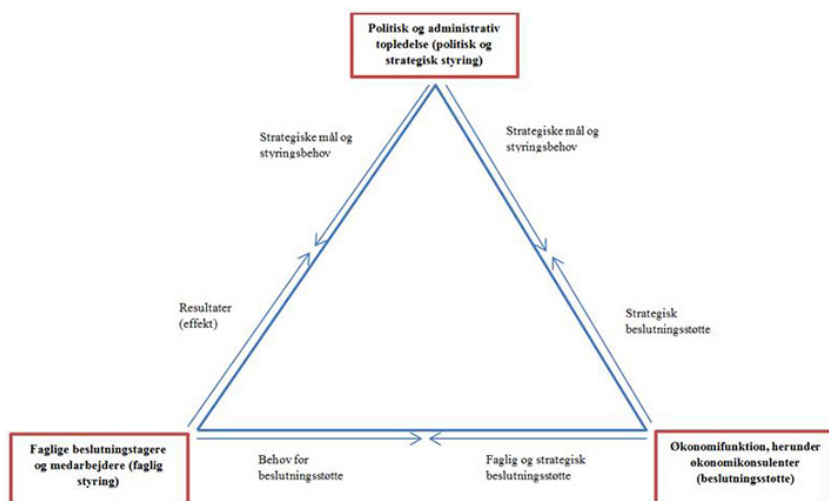 Politisk og administrativ
topledelse (politisk og
strategisk styring)
Strategiske mål og
styringsbehov
Strategiske mål og
styringsbehov
Resultater
(effekt)
Strategisk
beslutningsstøtte
Faglige beslutningstagere
og medarbejdere (faglig
styring)
Behov for
beslutningsstøtte
Faglig og strategisk
beslutningsstøtte
Økonomifunktion, herunder
økonomikonsulenter
(beslutningsstøtte)